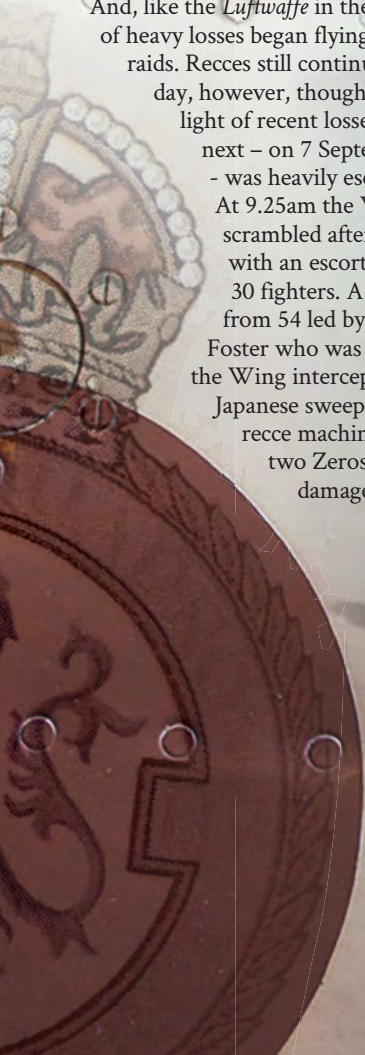 And, like the Luftwaffe in the
of heavy losses began flying
raids. Recces still continu
day, however, though
light of recent losse
next – on 7 Septe
- was heavily esc
At 9.25am the
scrambled afte
with an escort
30 fighters. A
from 54 led by
Foster who was
the Wing intercep
Japanese sweep
recce machin
two Zeros
damage